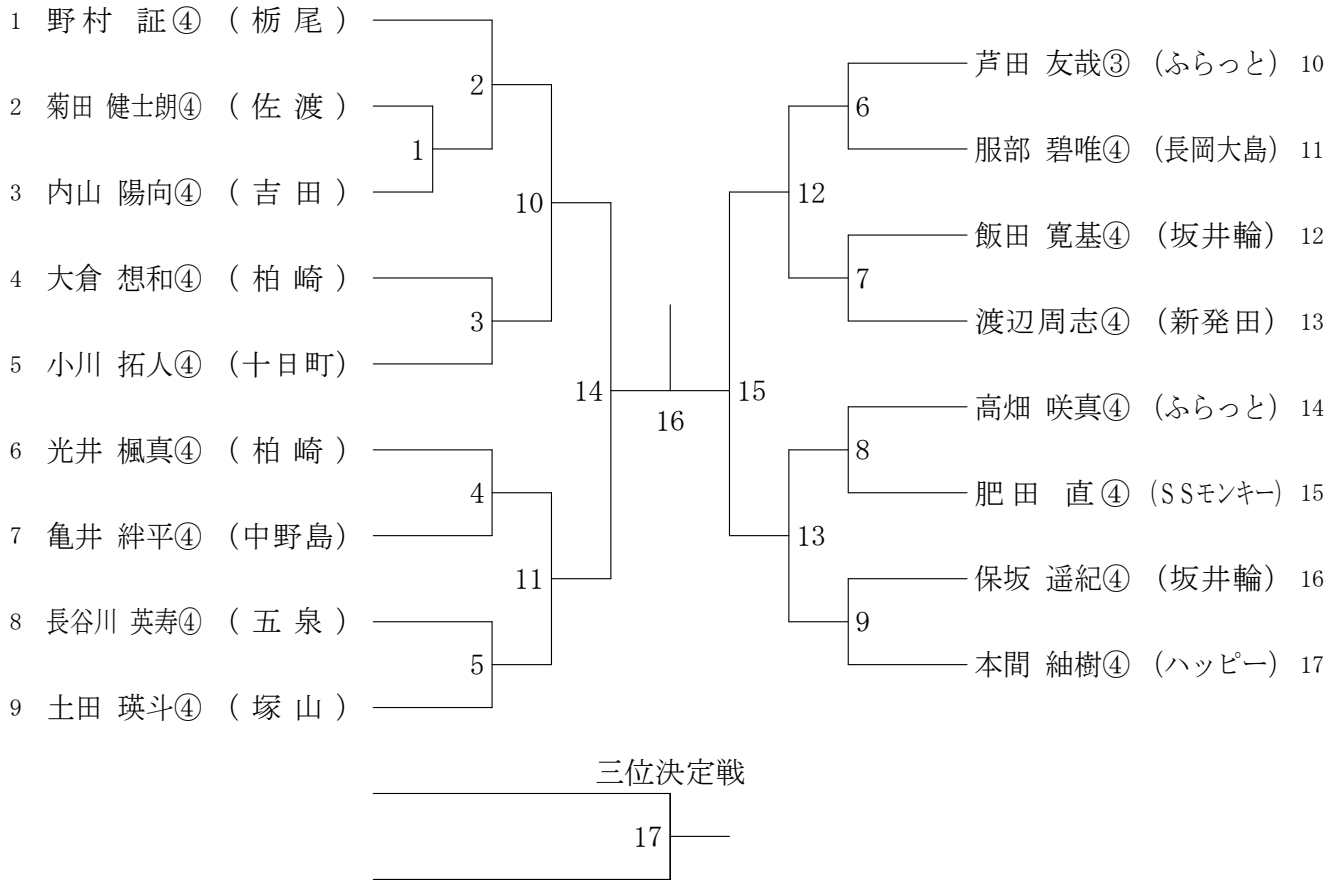 1 野村 証④ (栃尾)
2 菊田 健士朗④ (佐渡)
3 内山 陽向④ (吉田)
4 大倉 想和④ (柏崎)
5 小川 拓人④ (十日町)
6 光井 楓真④ (柏崎)
7 亀井 絆平④ (中野島)
8 長谷川 英寿④ (五泉)
9 土田 瑛斗④ (塚山)
2
1
10
3
14
4
11
5
16
15
12
6
7
13
8
9
芦田 友哉③ (ふらっと) 10
服部 碧唯④ (長岡大島) 11
飯田 寛基④ (坂井輪) 12
渡辺周志④ (新発田) 13
高畑 咲真④ (ふらっと) 14
肥田 直④ (SSモンキー) 15
保坂 遥紀④ (坂井輪) 16
本間 紬樹④ (ハッピー) 17
三位決定戦
17